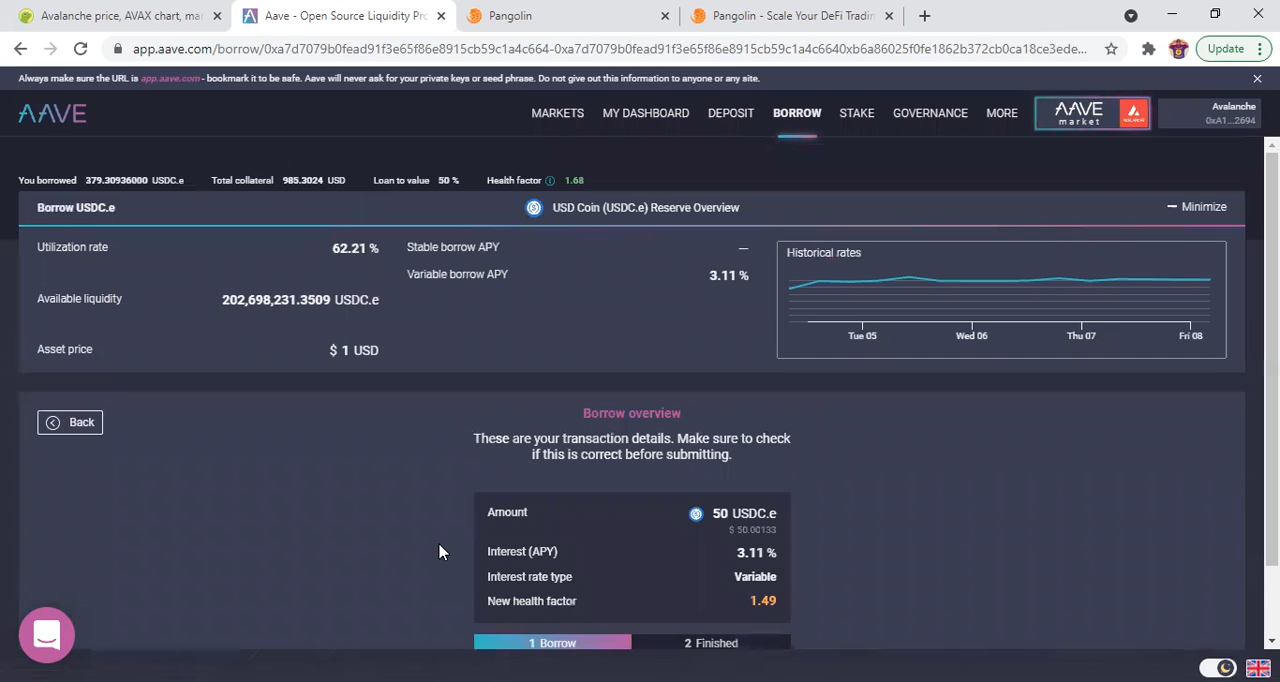 Avalanche price, AVAX chart, mar
Aave - Open Source Liquidity Pro
Pangolin
Pangolin - Scale Your DeFi Tradin
app.aave.com/borrow/0xa7d7079b0fead91f3e65f86e8915cb59c1a4c664-0xa7d7079b0fead91f3e65f86e8915cb59c1a4c6640xb6a86025f0fe1862b372cb0ca18ce3ede...
Update
Always make sure the URL is app.aave.com - bookmark it to be safe. Aave will never ask for your private keys or seed phrase. Do not give out this information to anyone or any site.
AAVE
MARKETS
MY DASHBOARD
DEPOSIT
BORROW
STAKE
GOVERNANCE
MORE
AAVE
market
Avalanche
0xA1...2694
You borrowed 379.30936000 USDC.e
Total collateral 985.3024 USD
Loan to value 50 %
Health factor 1.68
Borrow USDC.e
USD Coin (USDC.e) Reserve Overview
Minimize
Utilization rate 62.21 %
Stable borrow APY —
Variable borrow APY 3.11 %
Available liquidity 202,698,231.3509 USDC.e
Asset price $ 1 USD
Historical rates
Tue 05 Wed 06 Thu 07 Fri 08
Back
Borrow overview
These are your transaction details. Make sure to check
if this is correct before submitting.
Amount 50 USDC.e
$ 50.00133
Interest (APY) 3.11 %
Interest rate type Variable
New health factor 1.49
1 Borrow
2 Finished